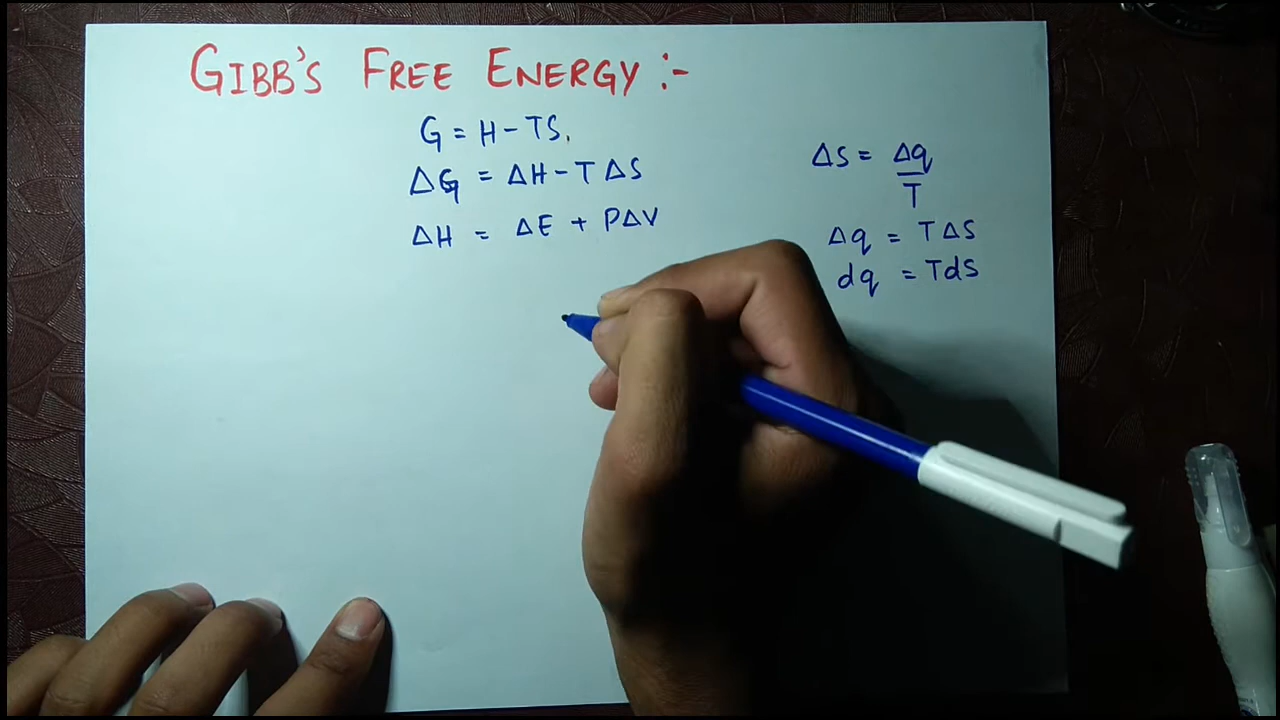 GIBB'S FREE ENERGY :-
G = H - TS.
ΔG = ΔH - TΔS
ΔH = ΔE + PΔV
ΔS = Δq
T
Δq = TΔS
dq = TdS